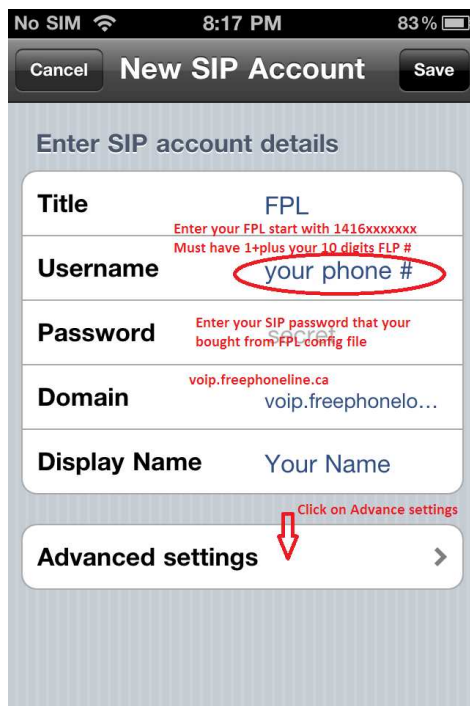 No SIM 8:17 PM 83%
Cancel New SIP Account Save
Enter SIP account details
Title FPL
Enter your FPL start with 1416xxxxxxx
Must have 1+plus your 10 digits FLP #
Username your phone #
Enter your SIP password that your
Password secret
bought from FPL config file
voip.freephoneline.ca
Domain voip.freephonelo...
Display Name Your Name
Click on Advance settings
Advanced settings